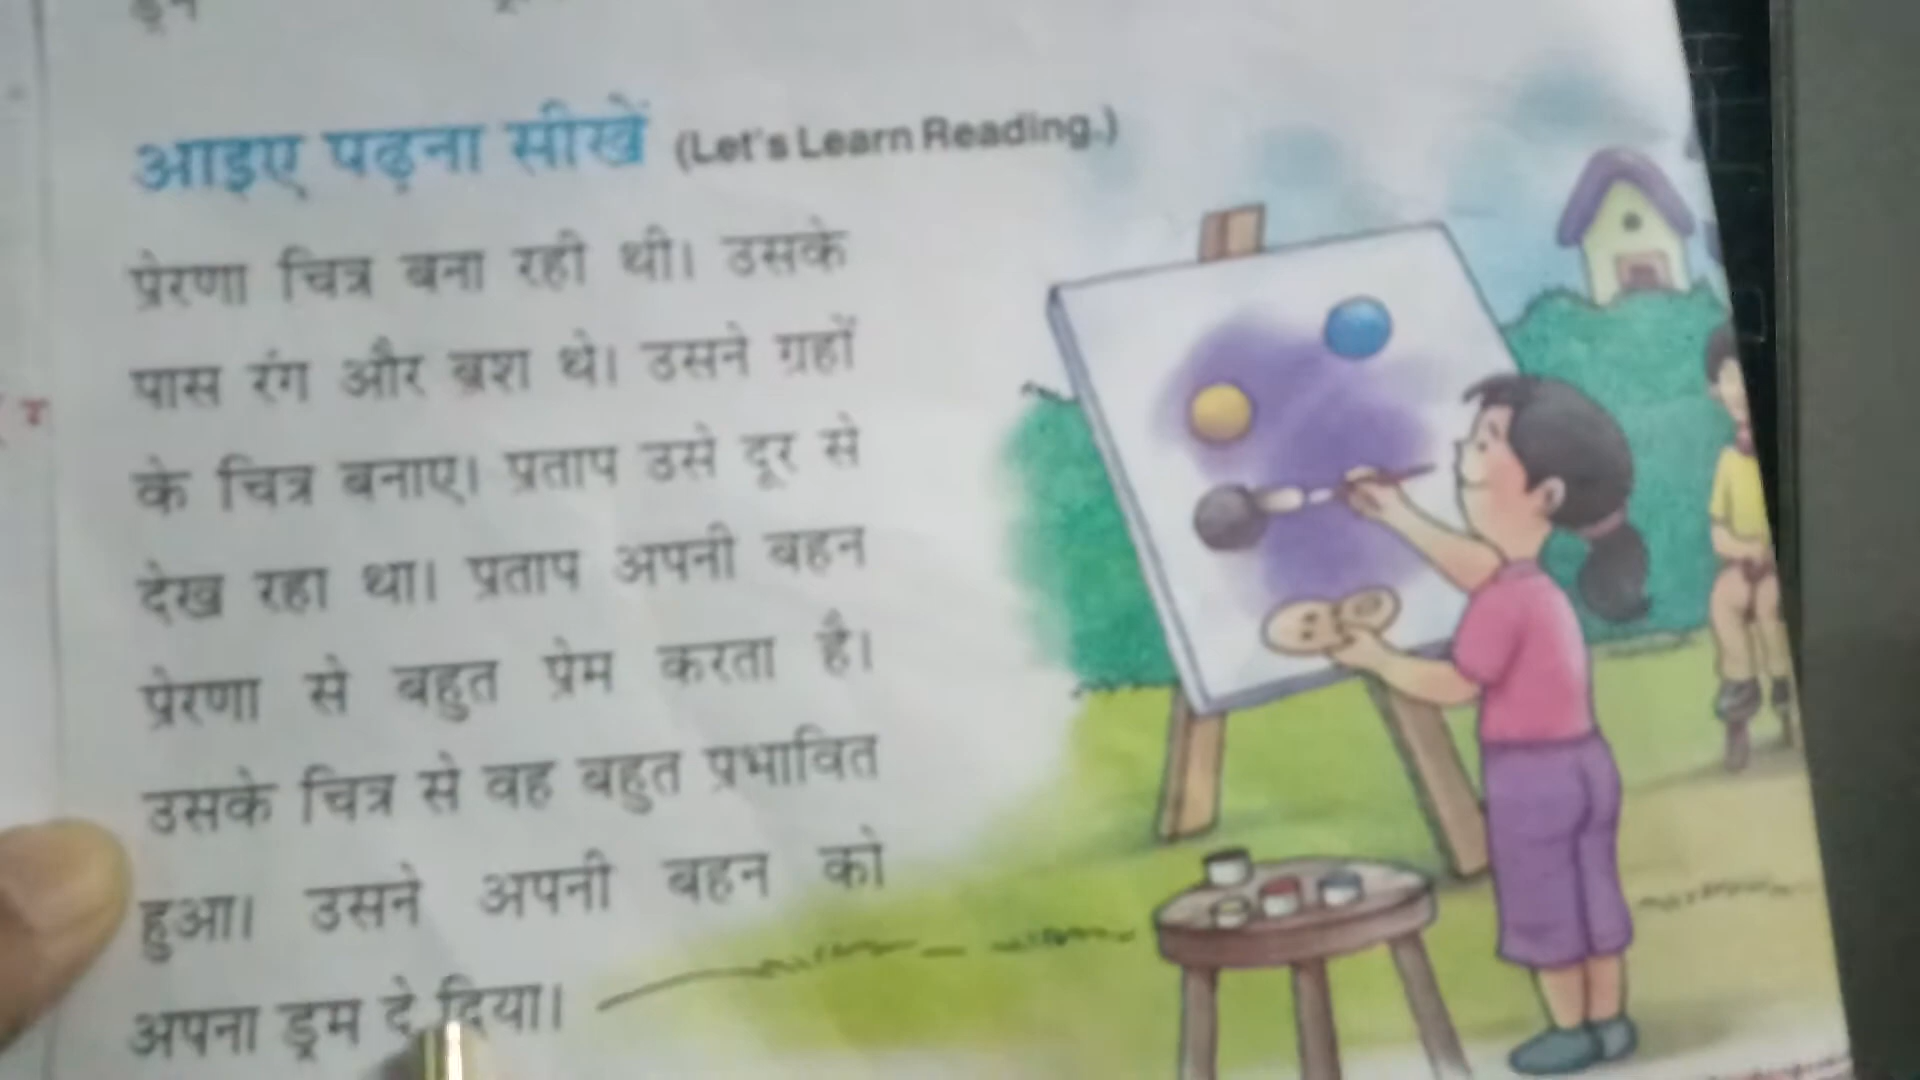 आइए पढ़ना सीखें (Let's Learn Reading.)
प्रेरणा चित्र बना रही थी। उसके
पास रंग और ब्रश थे। उसने ग्रहों
के चित्र बनाए। प्रताप उसे दूर से
देख रहा था। प्रताप अपनी बहन
प्रेरणा से बहुत प्रेम करता है।
उसके चित्र से वह बहुत प्रभावित
हुआ। उसने अपनी बहन को
अपना ड्रम दे दिया।